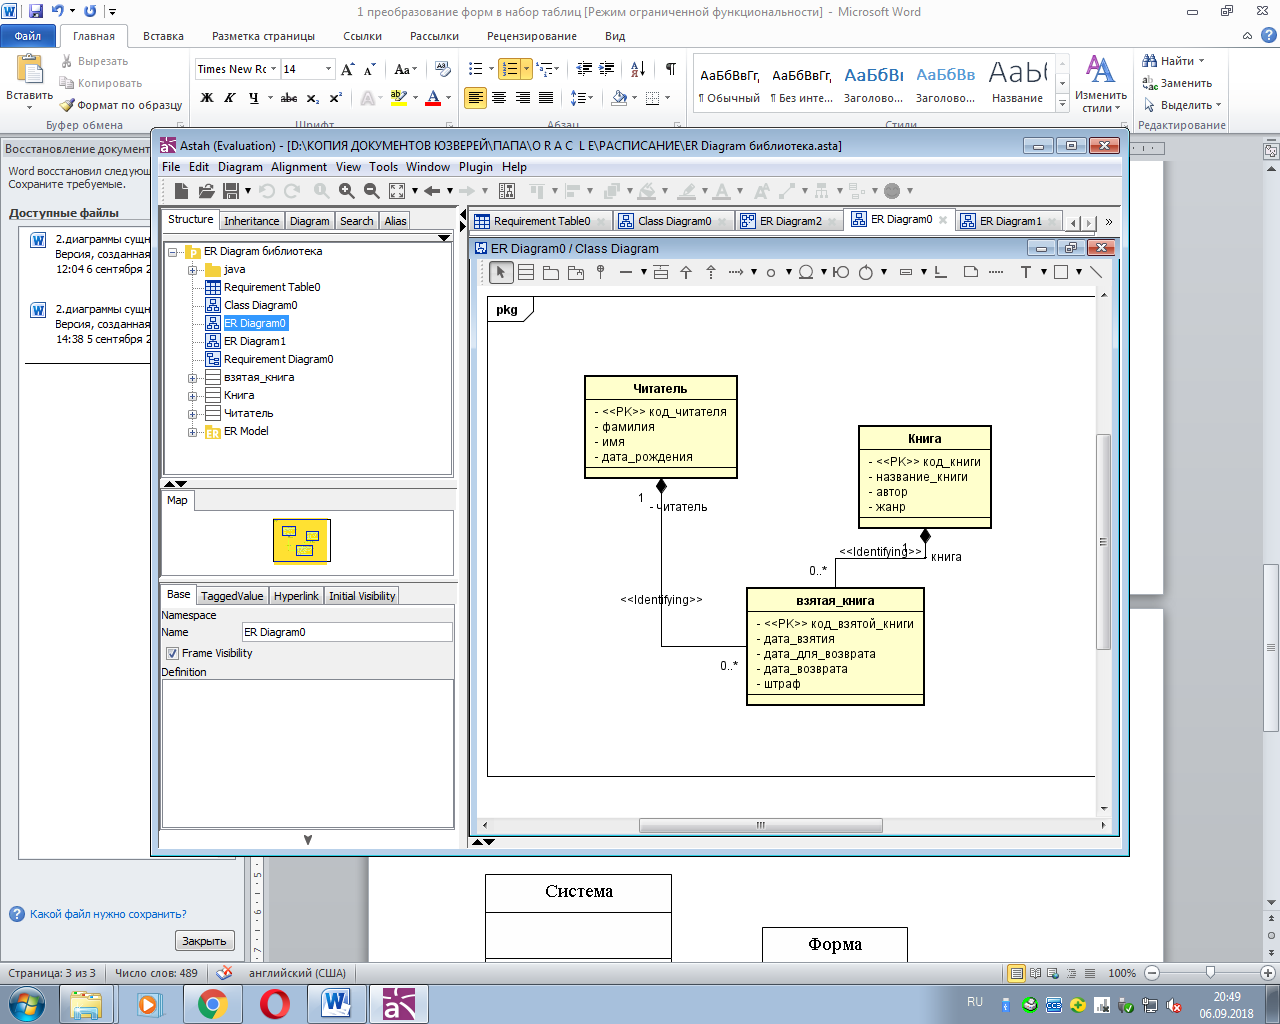 1 преобразование форм в набор таблиц [Режим ограниченной функциональности] - Microsoft Word
Файл Главная Вставка Разметка страницы Ссылки Рассылки Рецензирование Вид
Вставить
Вырезать
Копировать
Формат по образцу
Буфер обмена
Times New Rc 14
Шрифт
Абзац
АаБбВвГг, АаБбВвГг, АаБбВı АаБбВв АаЬ
¶ Обычный ¶ Без инте... Заголово... Заголово... Название
Стили
Изменить стили
Найти
Заменить
Выделить
Редактирование
Восстановление документ
Word восстановил следующ
Сохраните требуемые.
Доступные файлы
2.диаграммы сущн
Версия, созданная
12:04 6 сентября 2
2.диаграммы сущн
Версия, созданная
14:38 5 сентября 2
Какой файл нужно сохранить?
Закрыть
Astah (Evaluation) - [D:\КОПИЯ ДОКУМЕНТОВ ЮЗВЕРЕЙ\ПАПА\O R A C L E\РАСПИСАНИЕ\ER Diagram библиотека.asta]
File Edit Diagram Alignment View Tools Window Plugin Help
Structure Inheritance Diagram Search Alias
ER Diagram библиотека
java
Requirement Table0
Class Diagram0
ER Diagram0
ER Diagram1
Requirement Diagram0
взятая_книга
Книга
Читатель
ER Model
Map
Base TaggedValue Hyperlink Initial Visibility
Namespace
Name ER Diagram0
Frame Visibility
Definition
Requirement Table0 Class Diagram0 ER Diagram2 ER Diagram0 ER Diagram1
ER Diagram0 / Class Diagram
pkg
Читатель
- <<PK>> код_читателя
- фамилия
- имя
- дата_рождения
1
- читатель
<<Identifying>>
0..*
Книга
- <<PK>> код_книги
- название_книги
- автор
- жанр
1
<<Identifying>>
- книга
0..*
взятая_книга
- <<PK>> код_взятой_книги
- дата_взятия
- дата_для_возврата
- дата_возврата
- штраф
Система
Форма
Страница: 3 из 3 Число слов: 489 английский (США) 100%
RU
20:49
06.09.2018